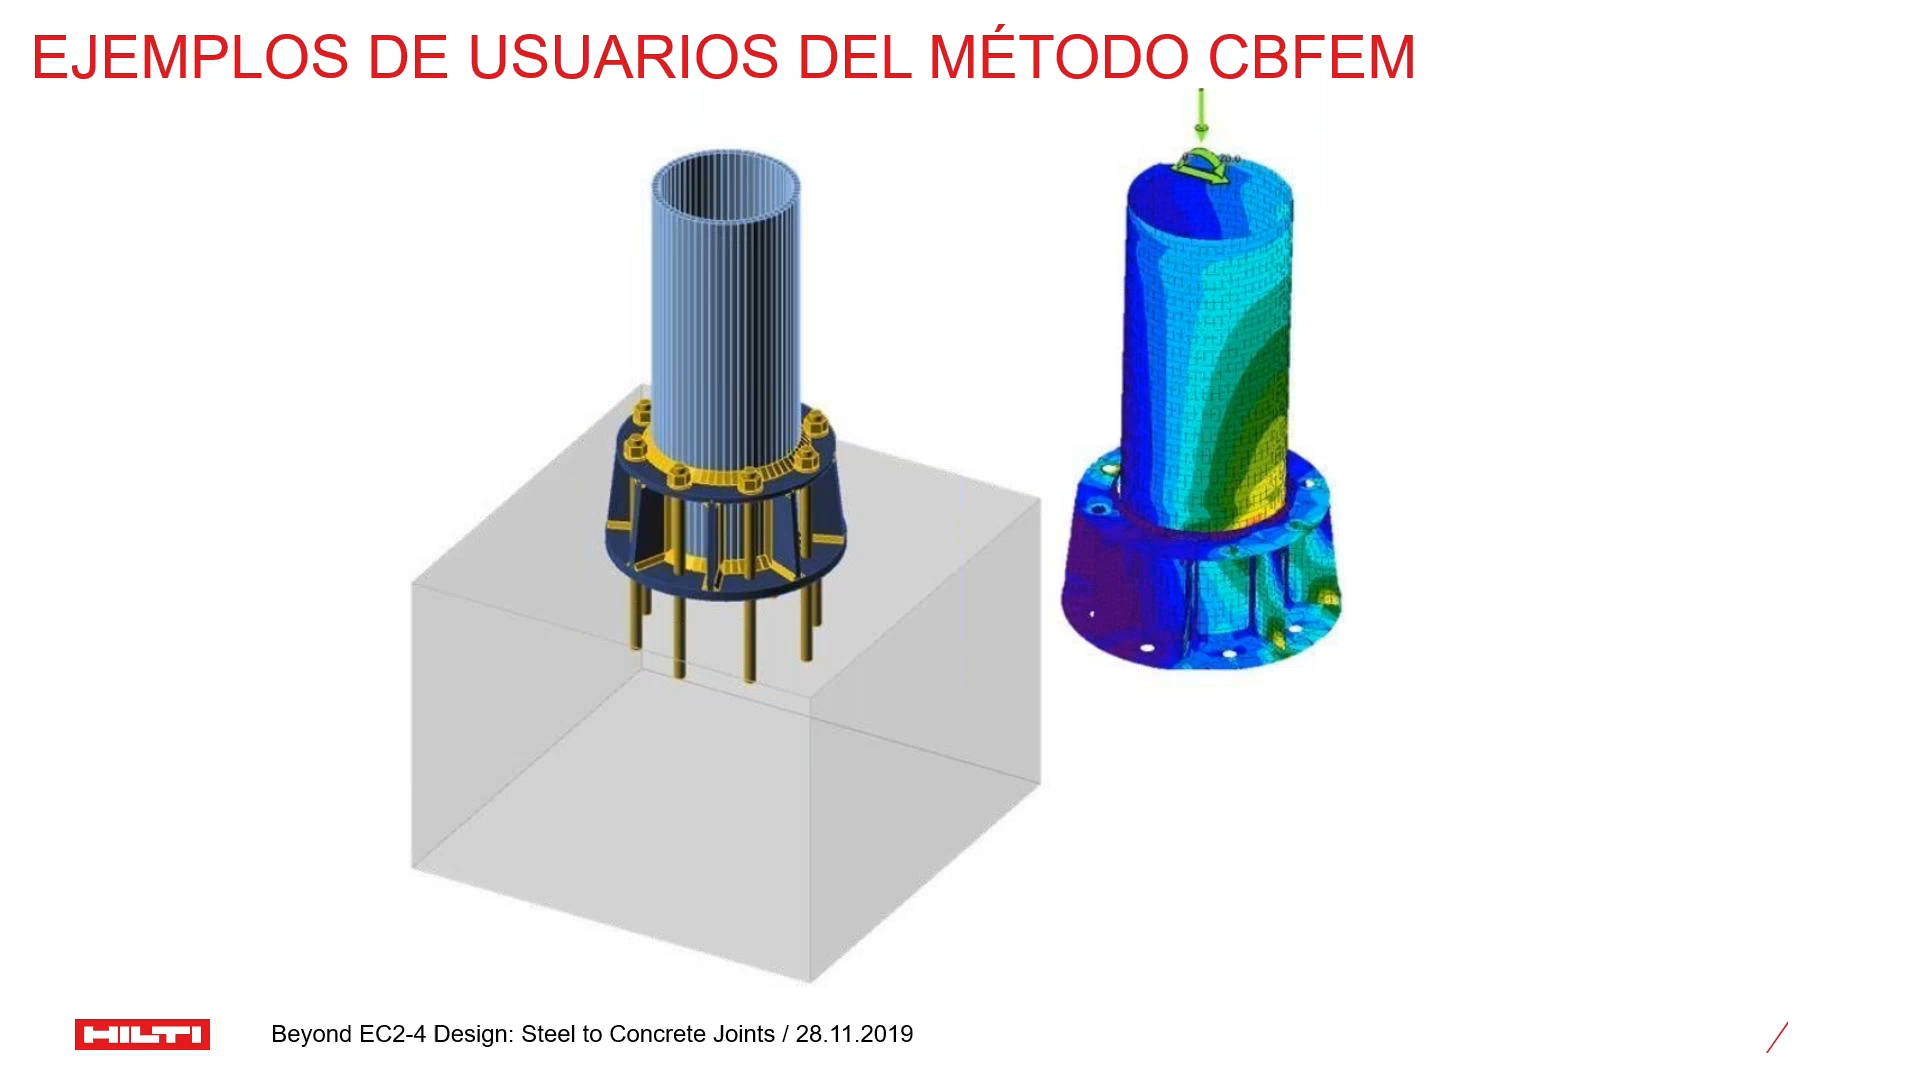 EJEMPLOS DE USUARIOS DEL MÉTODO CBFEM
HILTI
Beyond EC2-4 Design: Steel to Concrete Joints / 28.11.2019